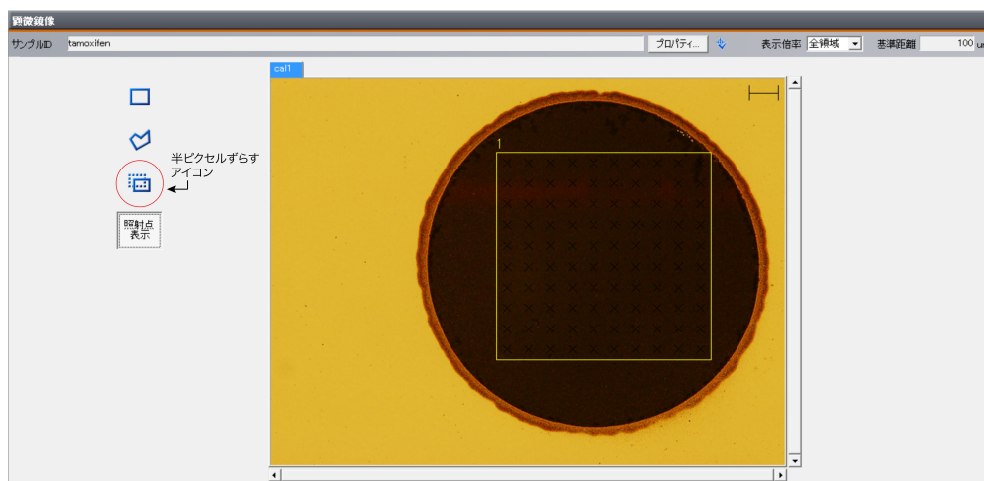 顕微鏡像
サンプルID tamoxifen プロパティ... 表示倍率 全領域 基準距離 100 um
cal1
1
半ピクセルずらす
アイコン
照射点
表示